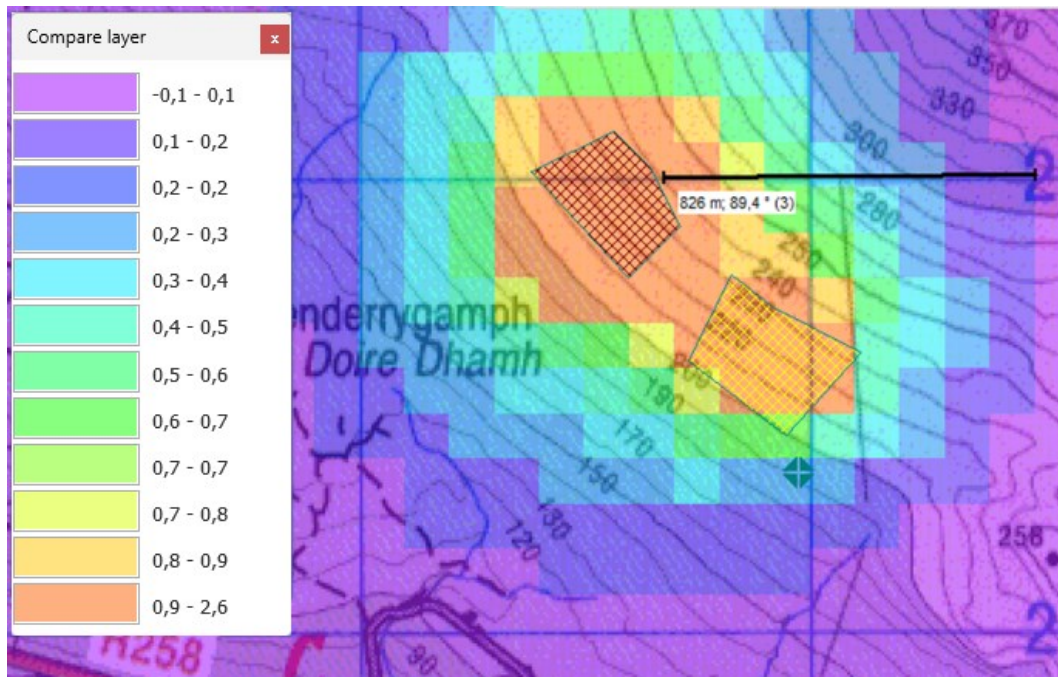 Compare layer
x
-0,1 - 0,1
0,1 - 0,2
0,2 - 0,2
0,2 - 0,3
0,3 - 0,4
0,4 - 0,5
0,5 - 0,6
0,6 - 0,7
0,7 - 0,7
0,7 - 0,8
0,8 - 0,9
0,9 - 2,6
370
350
330
300
2
826 m; 89,4 ° (3)
280
250
240
enderrygamph
Doire Dhamh
200
190
170
150
130
120
258
2
R258
90